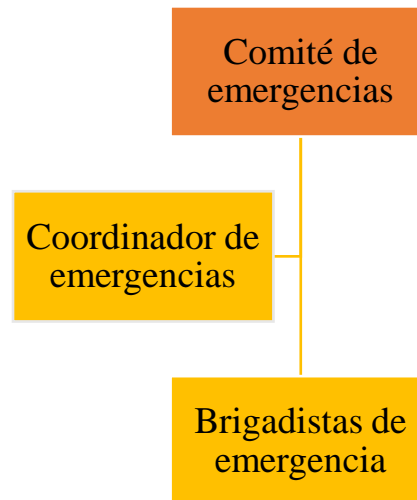 Comité de
emergencias
Coordinador de
emergencias
Brigadistas de
emergencia